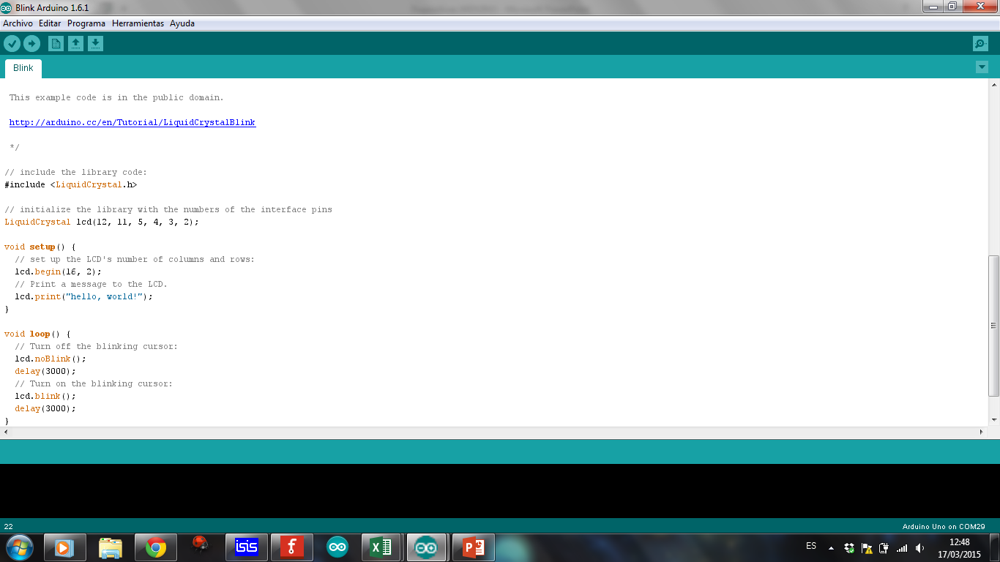 Blink Arduino 1.6.1
Archivo Editar Programa Herramientas Ayuda
Blink
This example code is in the public domain.
http://arduino.cc/en/Tutorial/LiquidCrystalBlink
*/
// include the library code:
#include <LiquidCrystal.h>
// initialize the library with the numbers of the interface pins
LiquidCrystal lcd(12, 11, 5, 4, 3, 2);
void setup() {
// set up the LCD's number of columns and rows:
lcd.begin(16, 2);
// Print a message to the LCD.
lcd.print("hello, world!");
}
void loop() {
// Turn off the blinking cursor:
lcd.noBlink();
delay(3000);
// Turn on the blinking cursor:
lcd.blink();
delay(3000);
}
22
Arduino Uno on COM29
isis
f
X
P
ES
12:48
17/03/2015